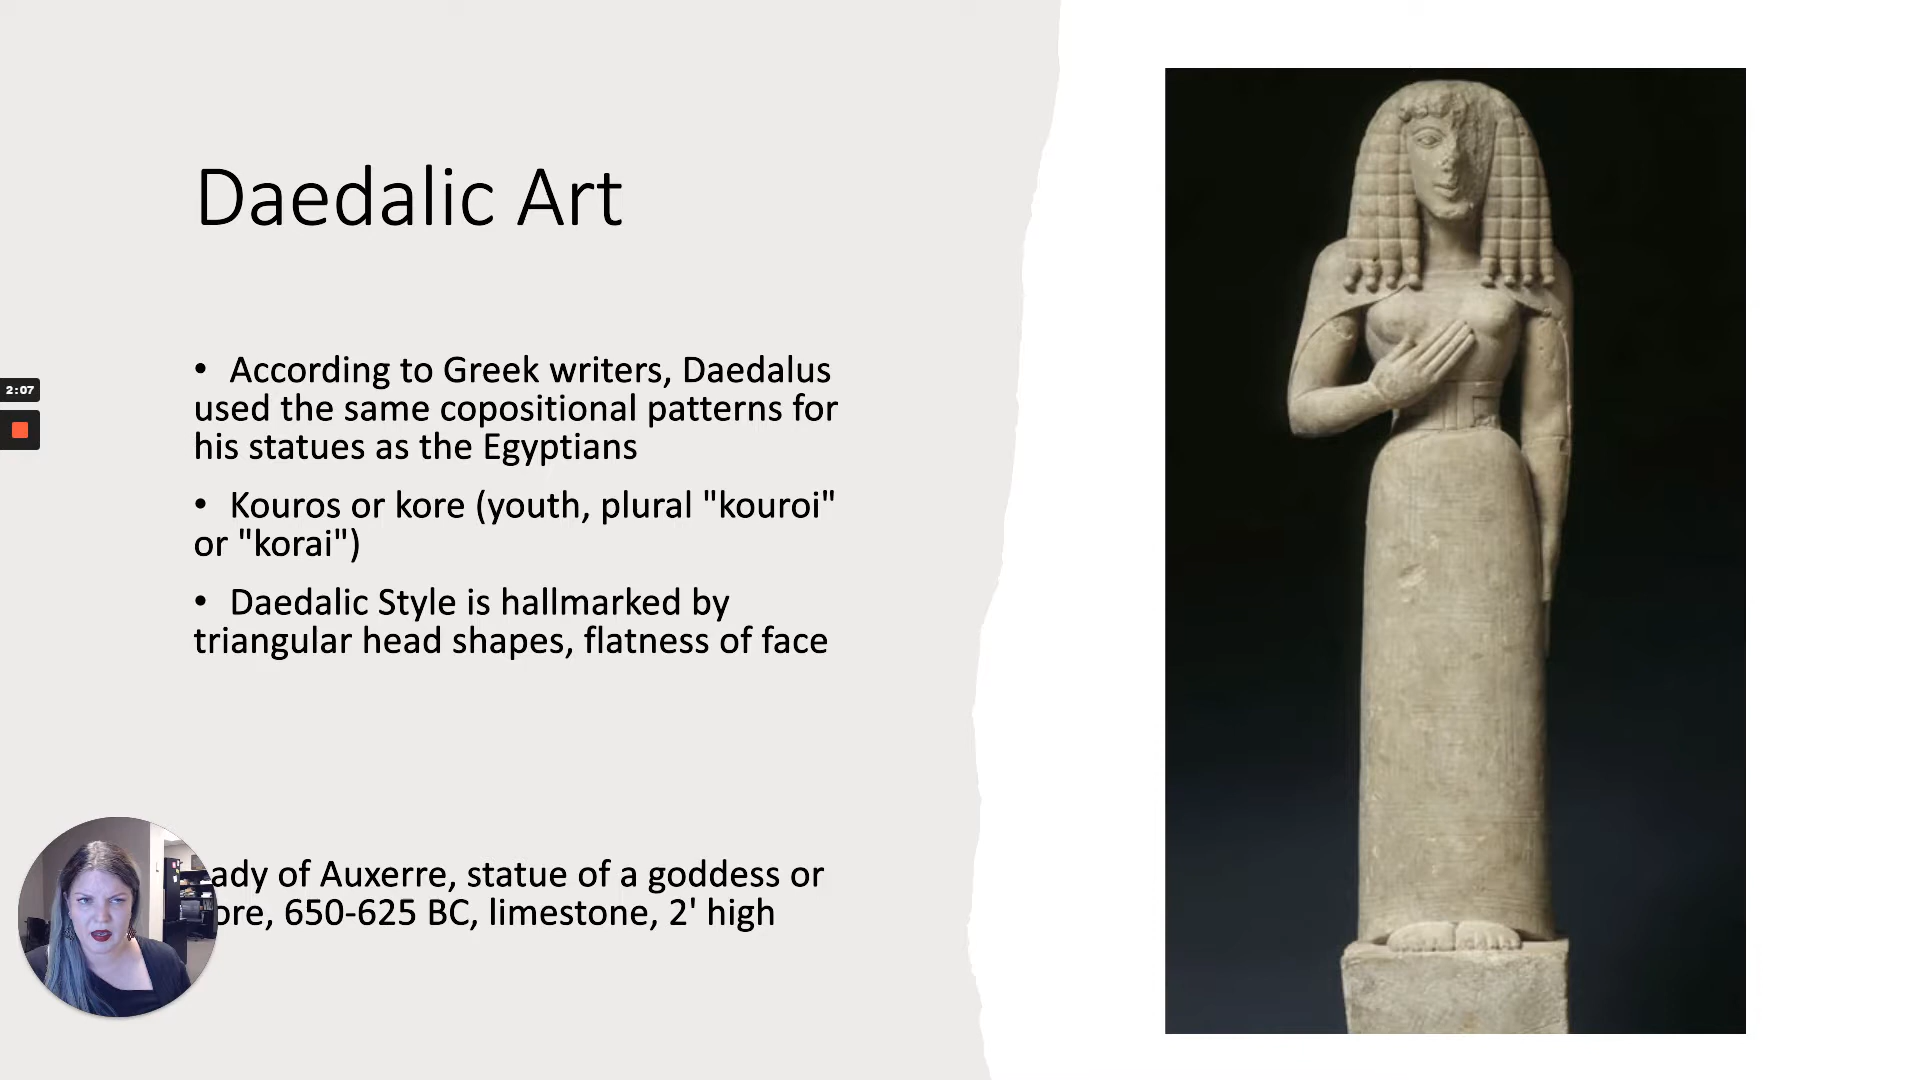 Daedalic Art
• According to Greek writers, Daedalus
used the same copositional patterns for
his statues as the Egyptians
• Kouros or kore (youth, plural "kouroi"
or "korai")
• Daedalic Style is hallmarked by
triangular head shapes, flatness of face
2:07
ady of Auxerre, statue of a goddess or
ore, 650-625 BC, limestone, 2' high